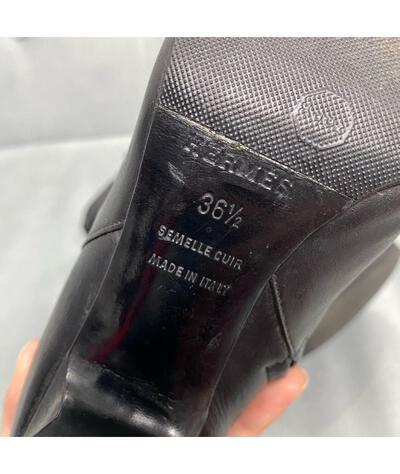 HERMÈS
36½
SEMELLE CUIR
MADE IN ITALY